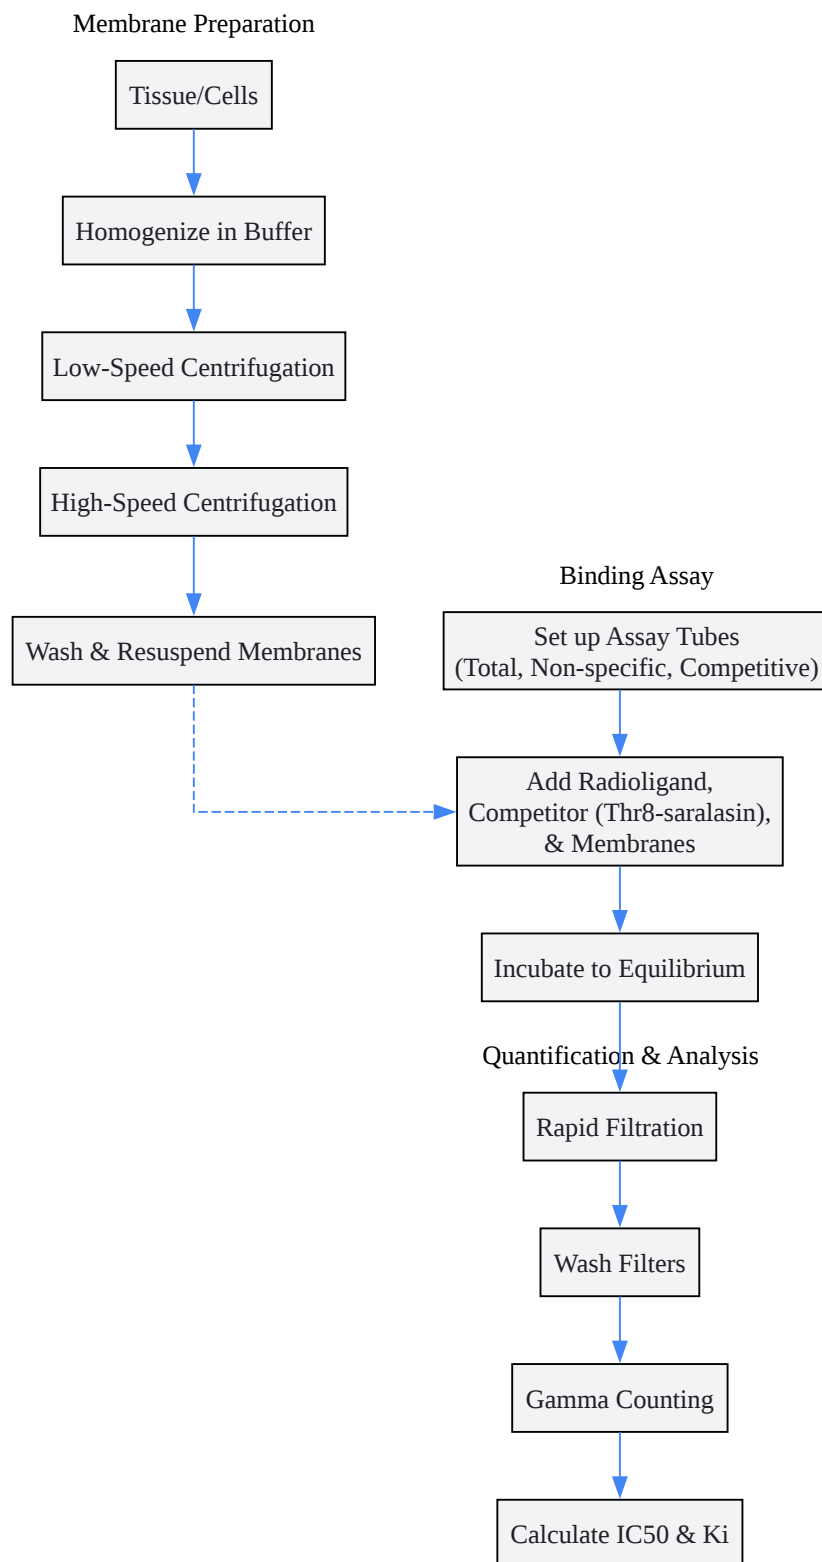 Membrane Preparation
Tissue/Cells
Homogenize in Buffer
Low-Speed Centrifugation
High-Speed Centrifugation
Wash & Resuspend Membranes
Binding Assay
Set up Assay Tubes
(Total, Non-specific, Competitive)
Add Radioligand,
Competitor (Thr8-saralasin),
& Membranes
Incubate to Equilibrium
Quantification & Analysis
Rapid Filtration
Wash Filters
Gamma Counting
Calculate IC50 & Ki